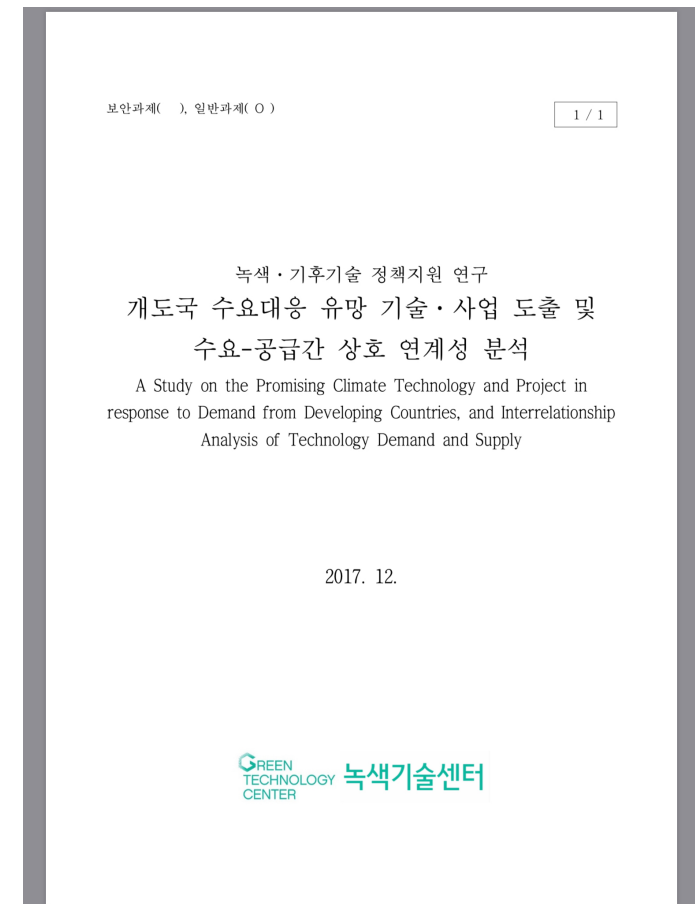 보안과제(    ), 일반과제( O )
1 / 1
녹색・기후기술 정책지원 연구
개도국 수요대응 유망 기술・사업 도출 및
수요-공급간 상호 연계성 분석
A Study on the Promising Climate Technology and Project in
response to Demand from Developing Countries, and Interrelationship
Analysis of Technology Demand and Supply
2017. 12.
GREEN
TECHNOLOGY
CENTER
녹색기술센터